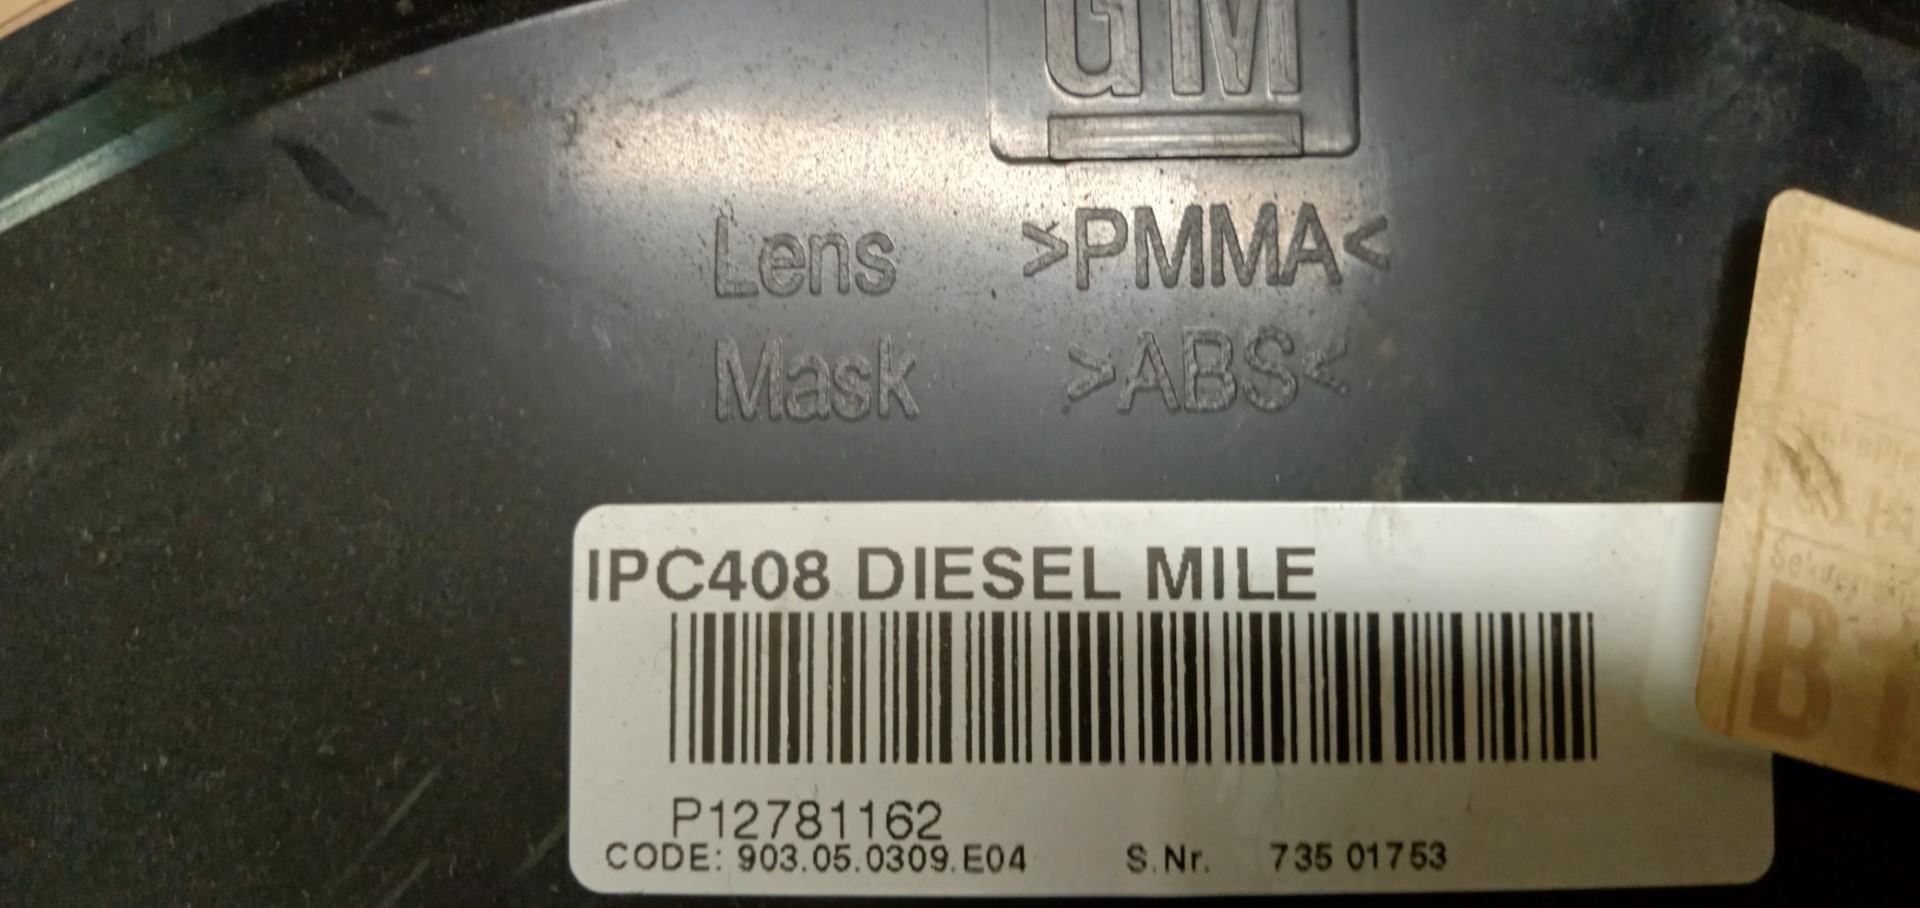 GM
Lens >PMMA<
Mask >ABS<
IPC408 DIESEL MILE
P12781162
CODE: 903.05.0309.E04 S.Nr. 735 01753
B